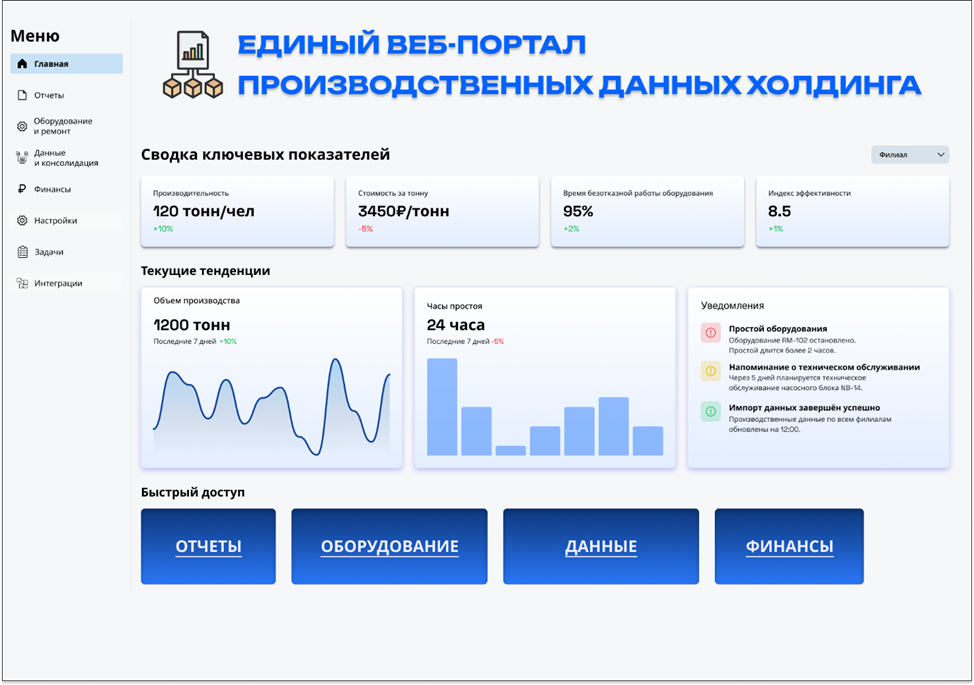 Меню
Главная
Отчеты
Оборудование
и ремонт
Данные
и консолидация
Финансы
Настройки
Задачи
Интеграции
ЕДИНЫЙ ВЕБ-ПОРТАЛ
ПРОИЗВОДСТВЕННЫХ ДАННЫХ ХОЛДИНГА
Сводка ключевых показателей
Филиал
Производительность
120 тонн/чел
+10%
Стоимость за тонну
3450₽/тонн
-5%
Время безотказной работы оборудования
95%
+2%
Индекс эффективности
8.5
+1%
Текущие тенденции
Объем производства
1200 тонн
Последние 7 дней +10%
Часы простоя
24 часа
Последние 7 дней -5%
Уведомления
Простой оборудования
Оборудование RM-102 остановлено.
Простой длится более 2 часов.
Напоминание о техническом обслуживании
Через 5 дней планируется техническое
обслуживание насосного блока NB-14.
Импорт данных завершён успешно
Производственные данные по всем филиалам
обновлены на 12:00.
Быстрый доступ
ОТЧЕТЫ
ОБОРУДОВАНИЕ
ДАННЫЕ
ФИНАНСЫ